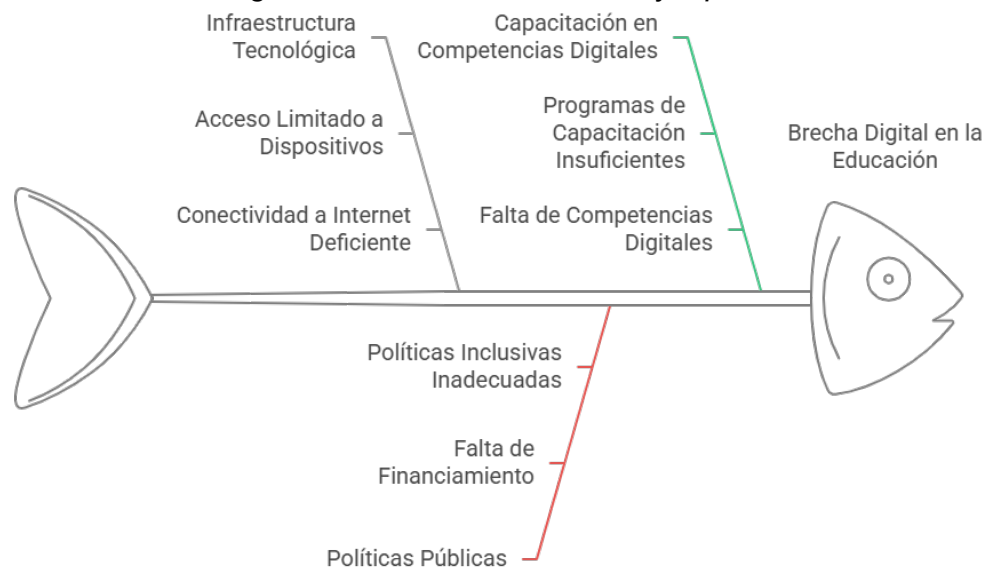 Infraestructura
Tecnológica
Acceso Limitado a
Dispositivos
Conectividad a Internet
Deficiente
Capacitación en
Competencias Digitales
Programas de
Capacitación
Insuficientes
Falta de Competencias
Digitales
Brecha Digital en la
Educación
Políticas Inclusivas
Inadecuadas
Falta de
Financiamiento
Políticas Públicas